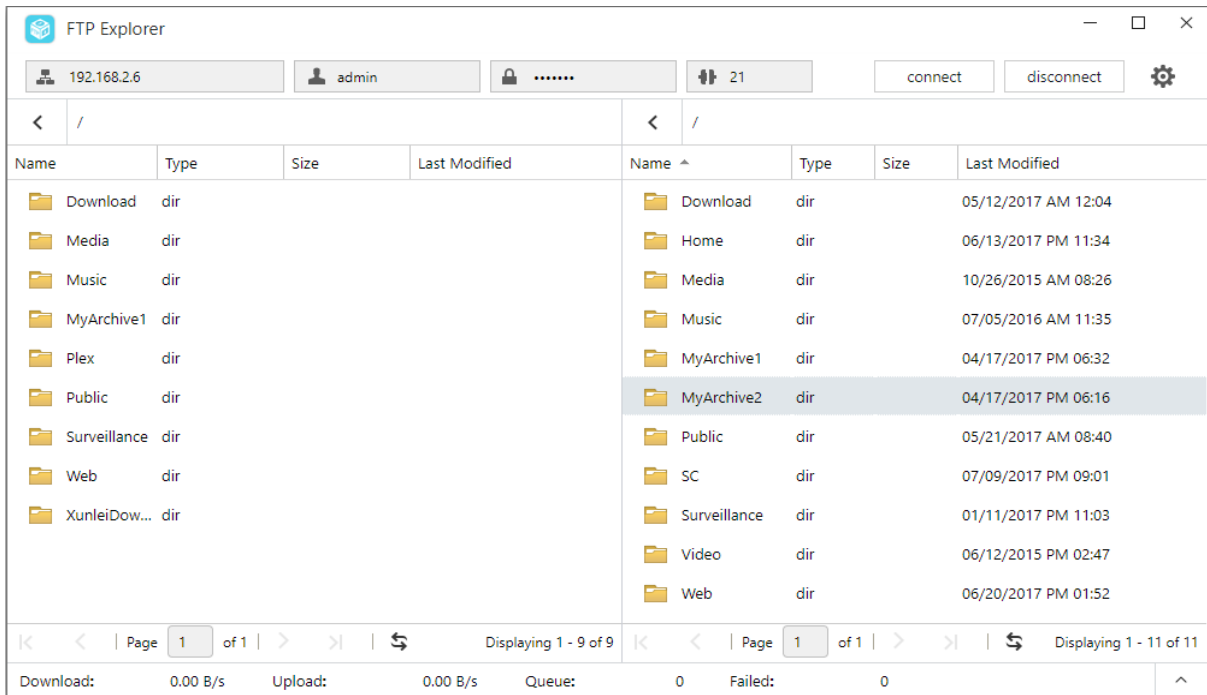 FTP Explorer
192.168.2.6 admin ••••••• 21 connect disconnect
/ /
Name Type Size Last Modified Name Type Size Last Modified
Download dir Download dir 05/12/2017 AM 12:04
Media dir Home dir 06/13/2017 PM 11:34
Music dir Media dir 10/26/2015 AM 08:26
MyArchive1 dir Music dir 07/05/2016 AM 11:35
Plex dir MyArchive1 dir 04/17/2017 PM 06:32
Public dir MyArchive2 dir 04/17/2017 PM 06:16
Surveillance dir Public dir 05/21/2017 AM 08:40
Web dir SC dir 07/09/2017 PM 09:01
XunleiDow... dir Surveillance dir 01/11/2017 PM 11:03
Video dir 06/12/2015 PM 02:47
Web dir 06/20/2017 PM 01:52
Page 1 of 1 Displaying 1 - 9 of 9 Page 1 of 1 Displaying 1 - 11 of 11
Download: 0.00 B/s Upload: 0.00 B/s Queue: 0 Failed: 0